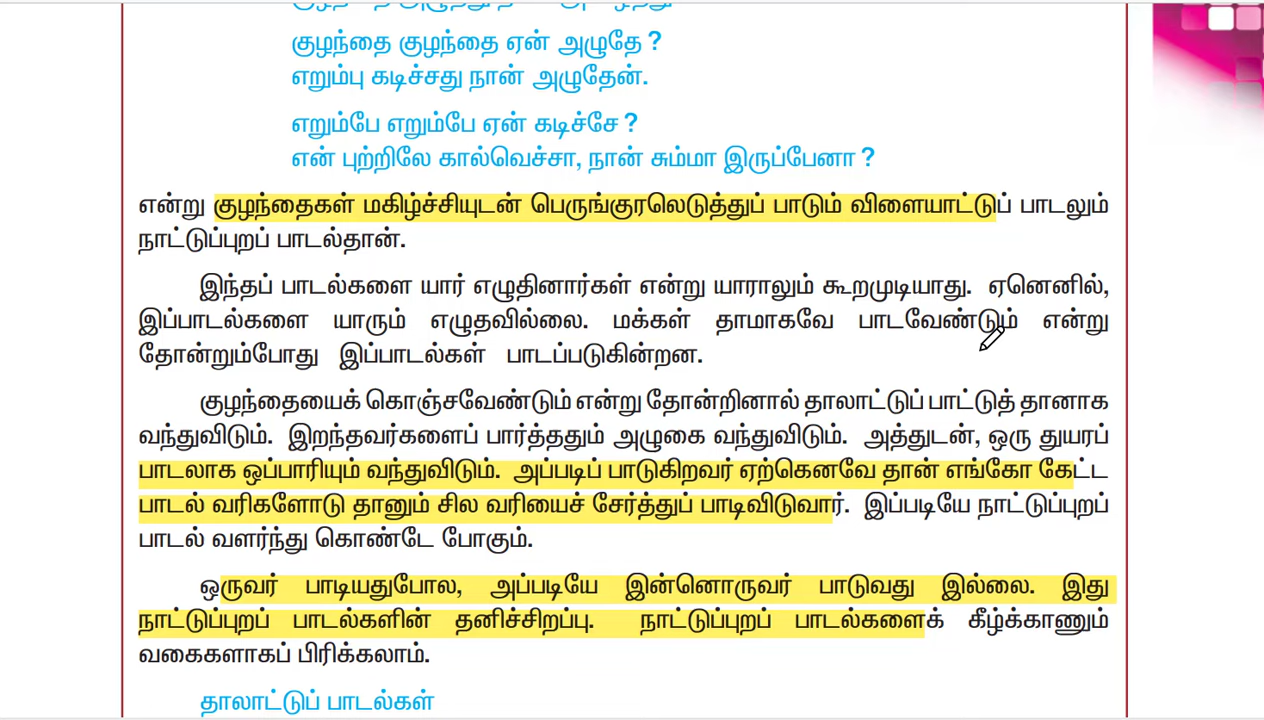 குழந்தை குழந்தை ஏன் அழுதே ?
எறும்பு கடிச்சது நான் அழுதேன்.
எறும்பே எறும்பே ஏன் கடிச்சே ?
என் புற்றிலே கால்வெச்சா, நான் சும்மா இருப்பேனா ?
என்று குழந்தைகள் மகிழ்ச்சியுடன் பெருங்குரலெடுத்துப் பாடும் விளையாட்டுப் பாடலும்
நாட்டுப்புறப் பாடல்தான்.
இந்தப் பாடல்களை யார் எழுதினார்கள் என்று யாராலும் கூறமுடியாது. ஏனெனில்,
இப்பாடல்களை யாரும் எழுதவில்லை. மக்கள் தாமாகவே பாடவேண்டும் என்று
தோன்றும்போது இப்பாடல்கள் பாடப்படுகின்றன.
குழந்தையைக் கொஞ்சவேண்டும் என்று தோன்றினால் தாலாட்டுப் பாட்டுத் தானாக
வந்துவிடும். இறந்தவர்களைப் பார்த்ததும் அழுகை வந்துவிடும். அத்துடன், ஒரு துயரப்
பாடலாக ஒப்பாரியும் வந்துவிடும். அப்படிப் பாடுகிறவர் ஏற்கெனவே தான் எங்கோ கேட்ட
பாடல் வரிகளோடு தானும் சில வரியைச் சேர்த்துப் பாடிவிடுவார். இப்படியே நாட்டுப்புறப்
பாடல் வளர்ந்து கொண்டே போகும்.
ஒருவர் பாடியதுபோல, அப்படியே இன்னொருவர் பாடுவது இல்லை. இது
நாட்டுப்புறப் பாடல்களின் தனிச்சிறப்பு. நாட்டுப்புறப் பாடல்களைக் கீழ்க்காணும்
வகைகளாகப் பிரிக்கலாம்.
தாலாட்டுப் பாடல்கள்